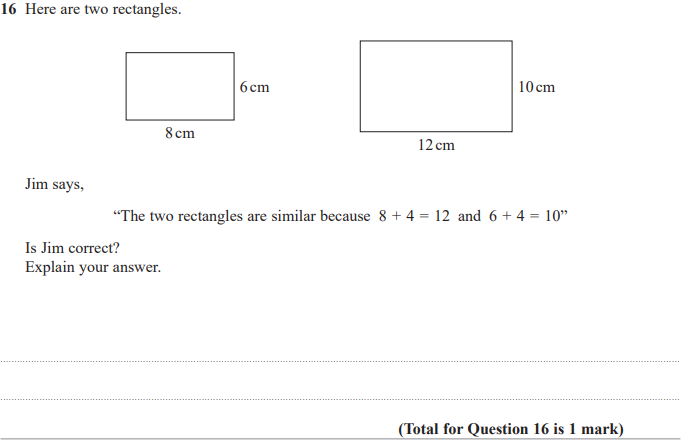 16 Here are two rectangles.
6 cm
10 cm
8 cm
12 cm
Jim says,
“The two rectangles are similar because 8 + 4 = 12 and 6 + 4 = 10”
Is Jim correct?
Explain your answer.
(Total for Question 16 is 1 mark)